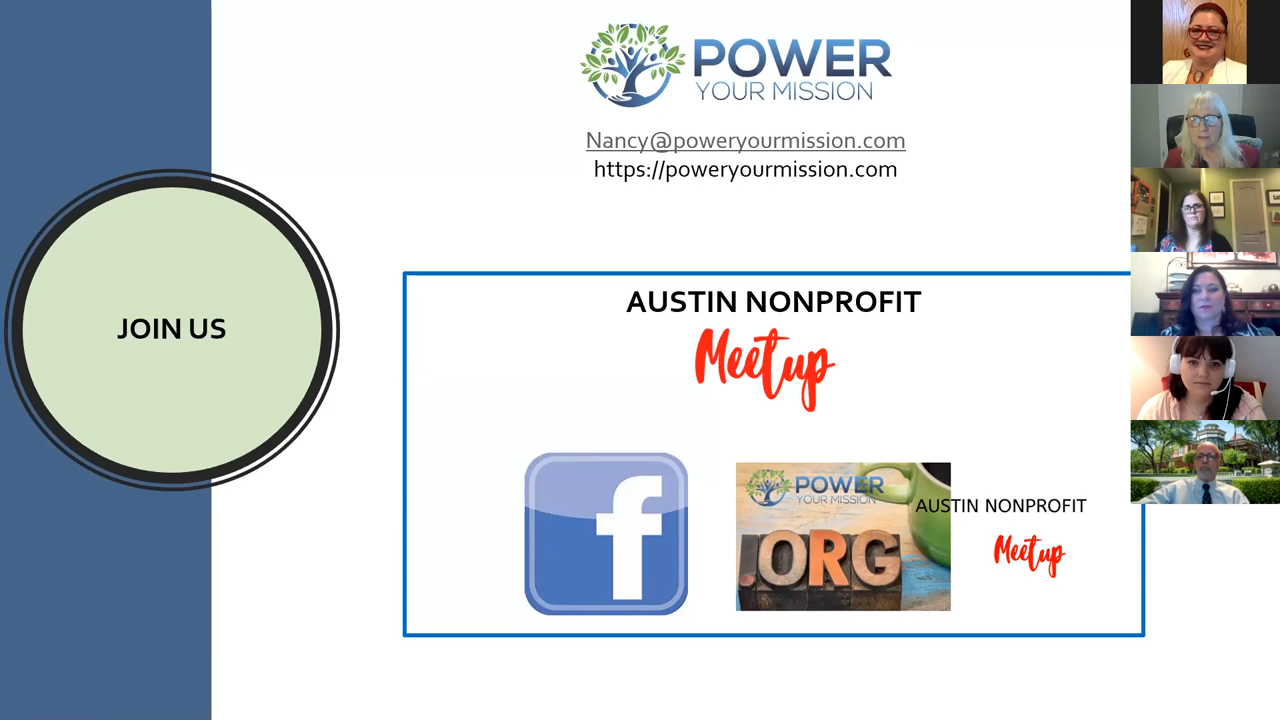 POWER
YOUR MISSION
Nancy@poweryourmission.com
https://poweryourmission.com
JOIN US
AUSTIN NONPROFIT
Meetup
f
POWER
YOUR MISSION
.ORG
AUSTIN NONPROFIT
Meetup